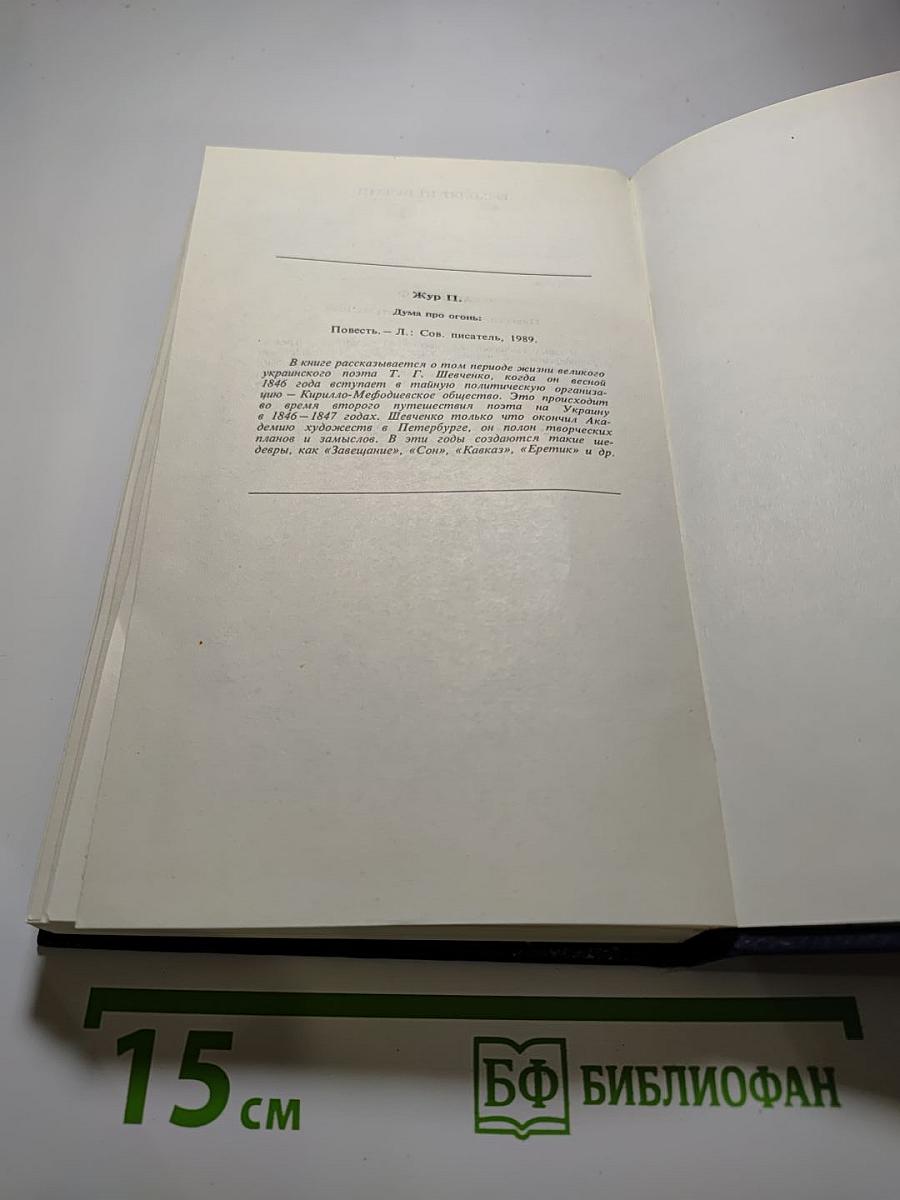 Жур П.
Дума про огонь:
Повесть.— Л.: Сов. писатель, 1989.
В книге рассказывается о том периоде жизни великого
украинского поэта Т. Г. Шевченко, когда он весной
1846 года вступает в тайную политическую организа-
цию — Кирилло-Мефодиевское общество. Это происходит
во время второго путешествия поэта на Украину
в 1846—1847 годах. Шевченко только что окончил Ака-
демию художеств в Петербурге, он полон творческих
планов и замыслов. В эти годы создаются такие ше-
девры, как «Завещание», «Сон», «Кавказ», «Еретик» и др.
15 см
БФ БИБЛИОФАН